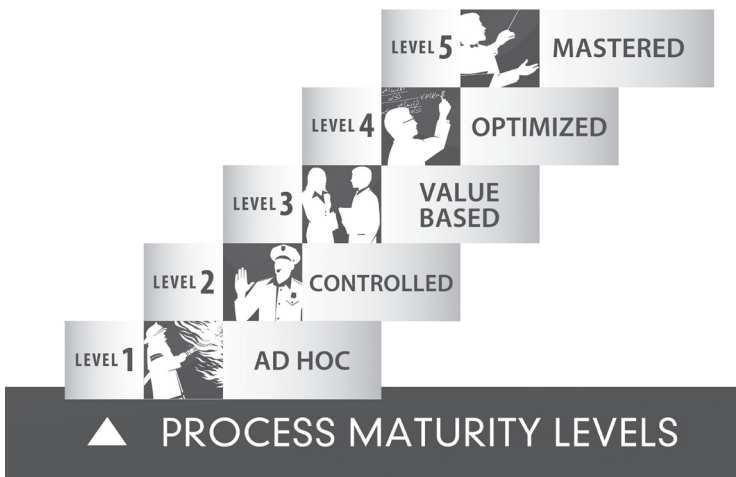 LEVEL 5 MASTERED
LEVEL 4 OPTIMIZED
LEVEL 3 VALUE
BASED
LEVEL 2 CONTROLLED
LEVEL 1 AD HOC
PROCESS MATURITY LEVELS